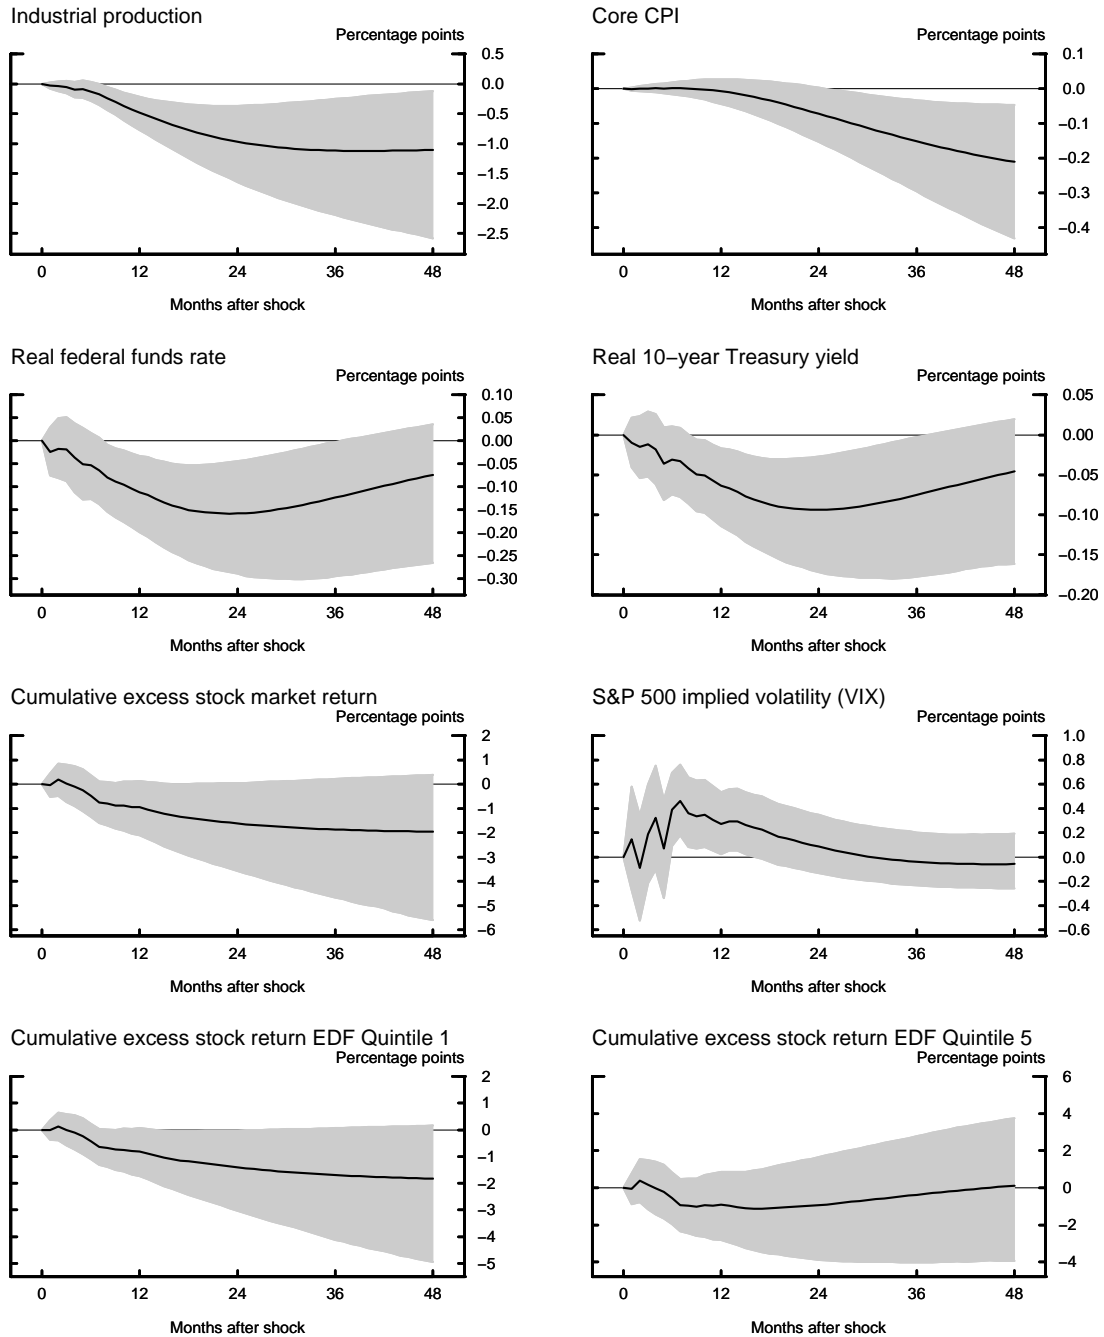 Industrial production
Percentage points
0.5
0.0
−0.5
−1.0
−1.5
−2.0
−2.5
0 12 24 36 48
Months after shock
Core CPI
Percentage points
0.1
0.0
−0.1
−0.2
−0.3
−0.4
0 12 24 36 48
Months after shock
Real federal funds rate
Percentage points
0.10
0.05
0.00
−0.05
−0.10
−0.15
−0.20
−0.25
−0.30
0 12 24 36 48
Months after shock
Real 10−year Treasury yield
Percentage points
0.05
0.00
−0.05
−0.10
−0.15
−0.20
0 12 24 36 48
Months after shock
Cumulative excess stock market return
Percentage points
2
1
0
−1
−2
−3
−4
−5
−6
0 12 24 36 48
Months after shock
S&P 500 implied volatility (VIX)
Percentage points
1.0
0.8
0.6
0.4
0.2
0.0
−0.2
−0.4
−0.6
0 12 24 36 48
Months after shock
Cumulative excess stock return EDF Quintile 1
Percentage points
2
1
0
−1
−2
−3
−4
−5
0 12 24 36 48
Months after shock
Cumulative excess stock return EDF Quintile 5
Percentage points
6
4
2
0
−2
−4
0 12 24 36 48
Months after shock